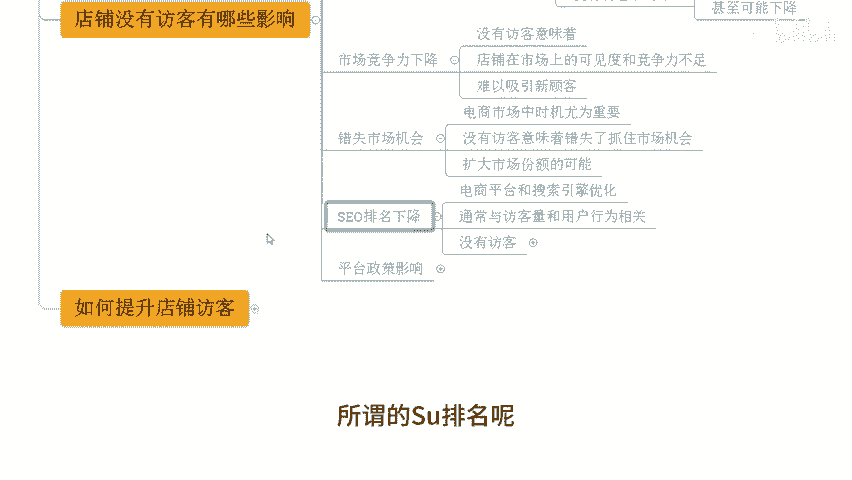 甚至可能下降
店铺没有访客有哪些影响
没有访客意味着
市场竞争力下降
店铺在市场上的可见度和竞争力不足
难以吸引新顾客
电商市场中时机尤为重要
错失市场机会
没有访客意味着错失了抓住市场机会
扩大市场份额的可能
电商平台和搜索引擎优化
SEO排名下降
通常与访客量和用户行为相关
没有访客
平台政策影响
如何提升店铺访客
所谓的Su排名呢